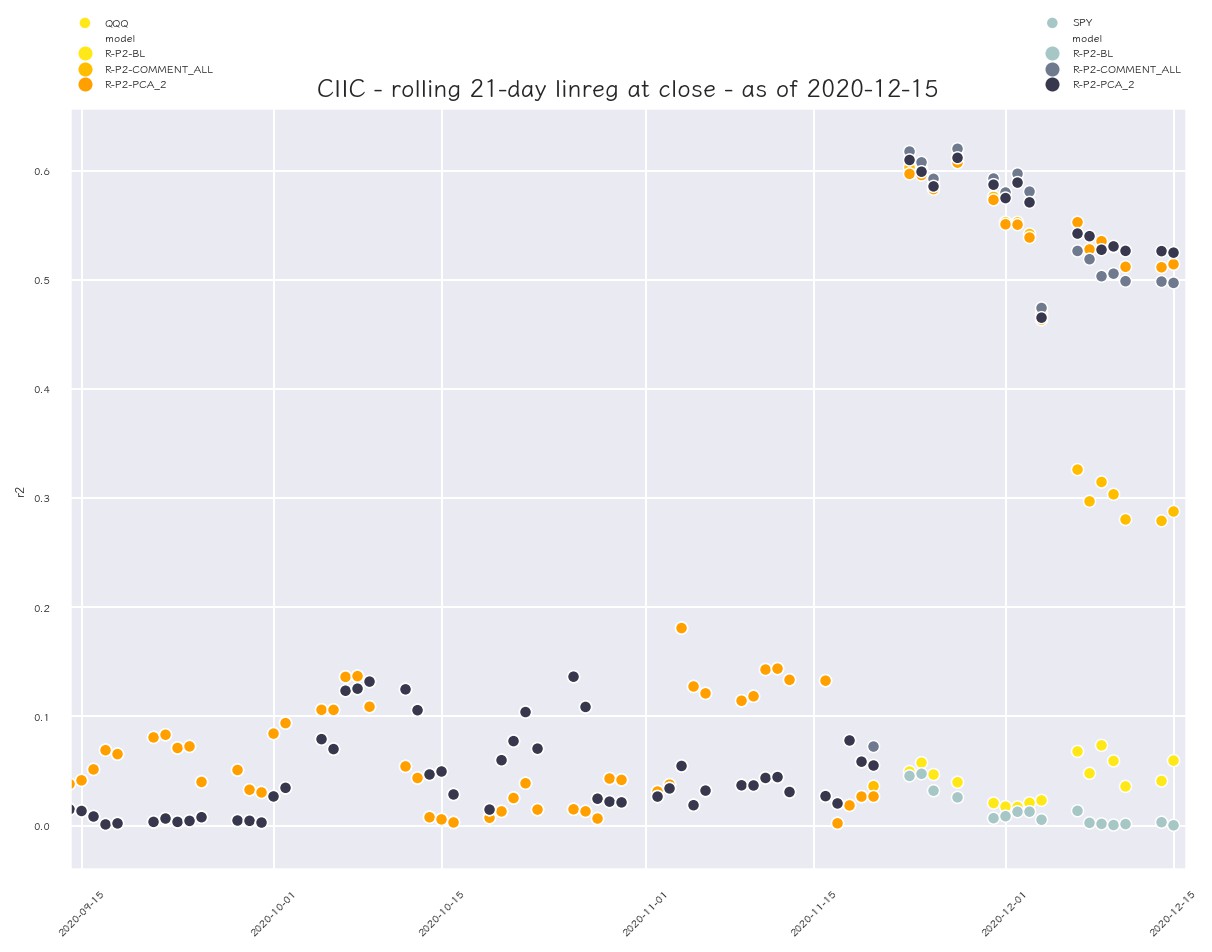 QQQ
model
R-P2-BL
R-P2-COMMENT_ALL
R-P2-PCA_2
SPY
model
R-P2-BL
R-P2-COMMENT_ALL
R-P2-PCA_2
CIIC - rolling 21-day linreg at close - as of 2020-12-15
0.6
0.5
0.4
0.3
0.2
0.1
0.0
r2
2020-09-15
2020-10-01
2020-10-15
2020-11-01
2020-11-15
2020-12-01
2020-12-15